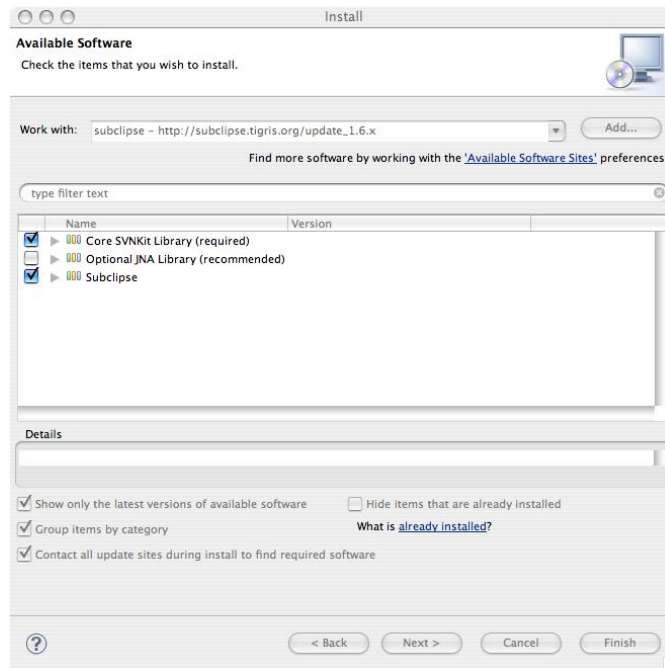 Install
Available Software
Check the items that you wish to install.
Work with: subclipse - http://subclipse.tigris.org/update_1.6.x Add...
Find more software by working with the 'Available Software Sites' preferences
type filter text
Name Version
Core SVNKit Library (required)
Optional JNA Library (recommended)
Subclipse
Details
Show only the latest versions of available software Hide items that are already installed
Group items by category What is already installed?
Contact all update sites during install to find required software
? < Back Next > Cancel Finish